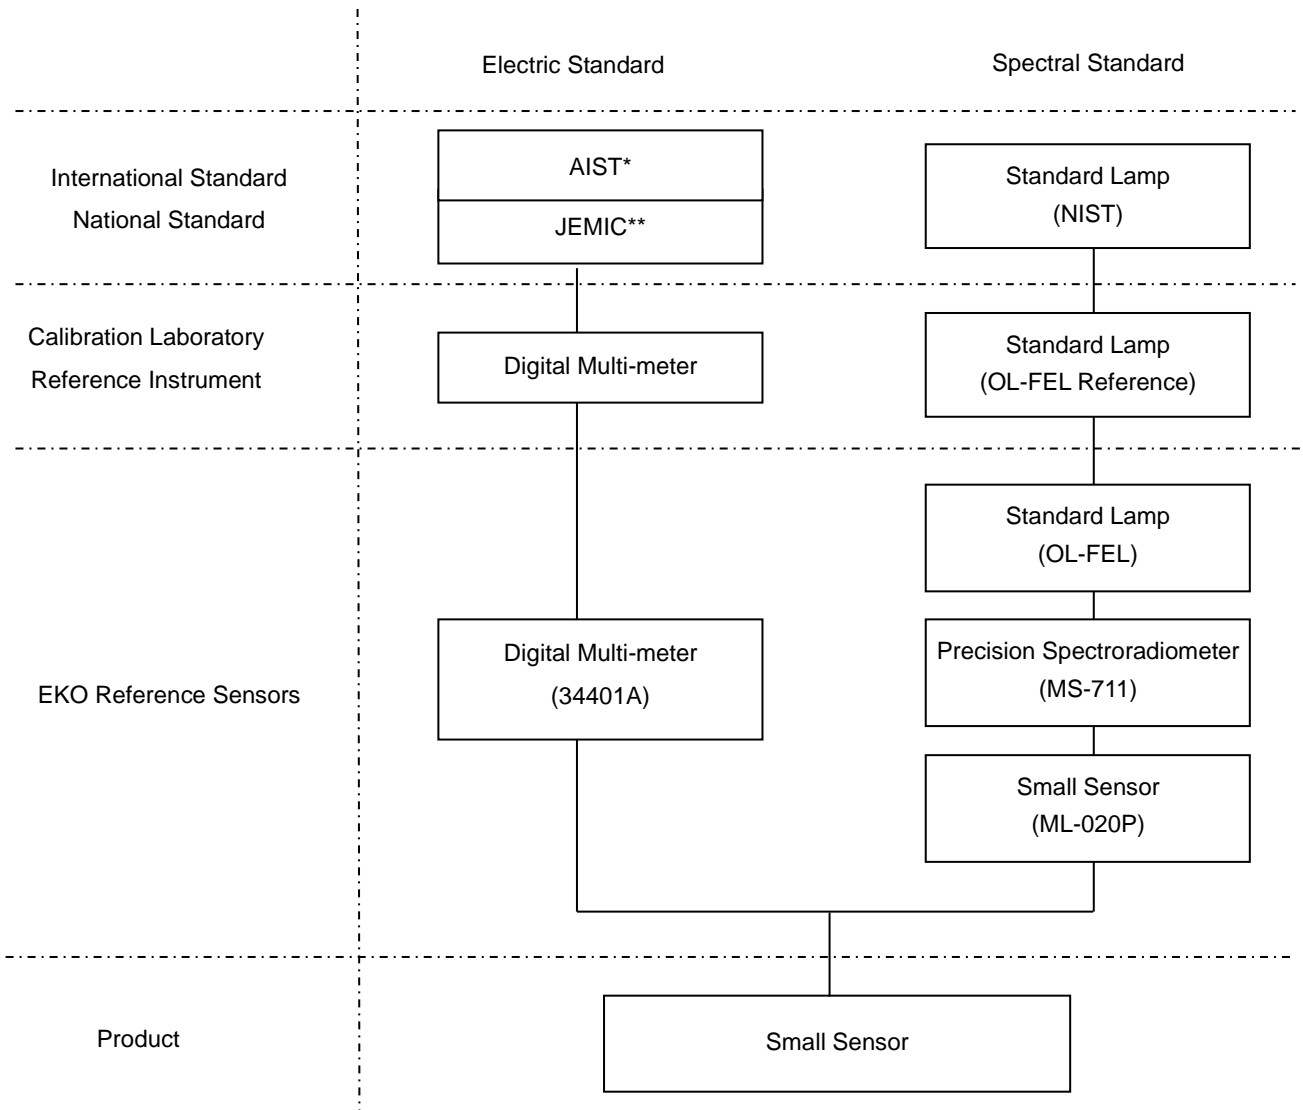 Electric Standard
Spectral Standard
International Standard
National Standard
AIST*
JEMIC**
Standard Lamp
(NIST)
Calibration Laboratory
Reference Instrument
Digital Multi-meter
Standard Lamp
(OL-FEL Reference)
EKO Reference Sensors
Digital Multi-meter
(34401A)
Standard Lamp
(OL-FEL)
Precision Spectroradiometer
(MS-711)
Small Sensor
(ML-020P)
Product
Small Sensor